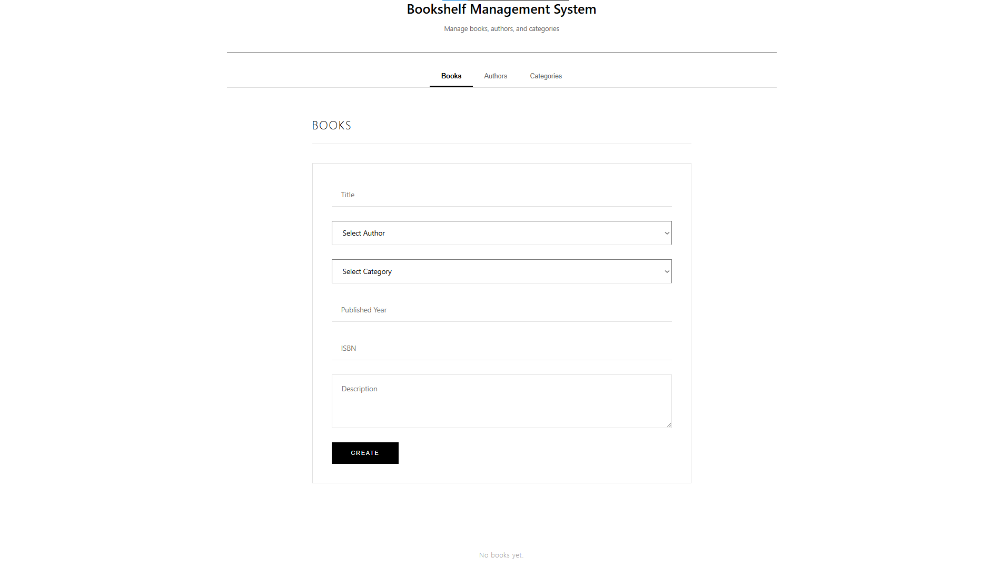 Bookshelf Management System
Manage books, authors, and categories
Books Authors Categories
BOOKS
Title
Select Author
Select Category
Published Year
ISBN
Description
CREATE
No books yet.